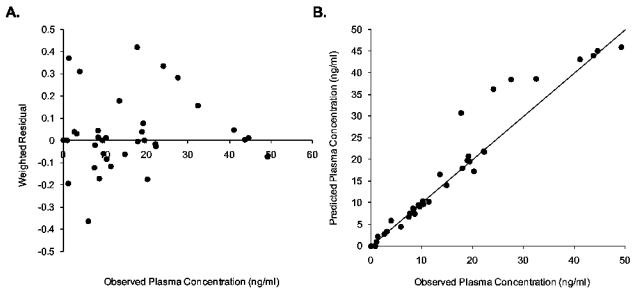 A.
B.
0.5
0.4
0.3
0.2
0.1
0
-0.1
-0.2
-0.3
-0.4
-0.5
0 10 20 30 40 50 60
Weighted Residual
Observed Plasma Concentration (ng/ml)
50
45
40
35
30
25
20
15
10
5
0
0 10 20 30 40 50
Predicted Plasma Concentration (ng/ml)
Observed Plasma Concentration (ng/ml)